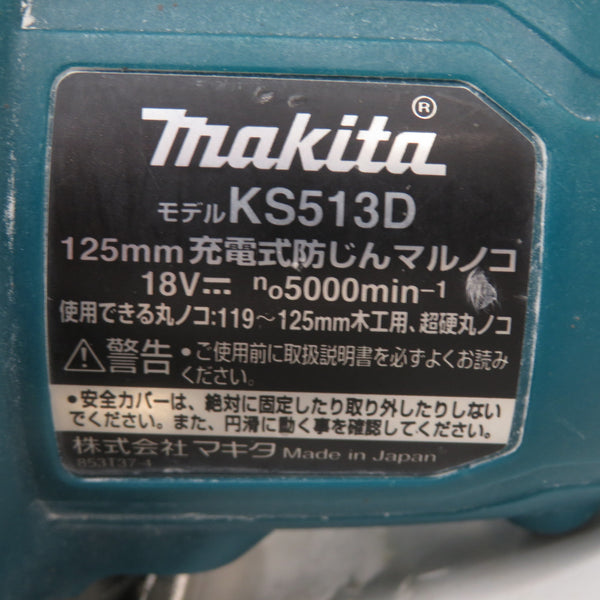 makita®
モデル KS513D
125mm 充電式防じんマルノコ
18V⎓ n₀5000min-1
使用できる丸ノコ:119～125mm木工用、超硬丸ノコ
⚠警告 •ご使用前に取扱説明書を必ずよくお読み
ください。
•安全カバーは、絶対に固定したり取り外したりしない
でください。また、円滑に動く事を確認してください。
株式会社 マキタ Made in Japan
853137-4